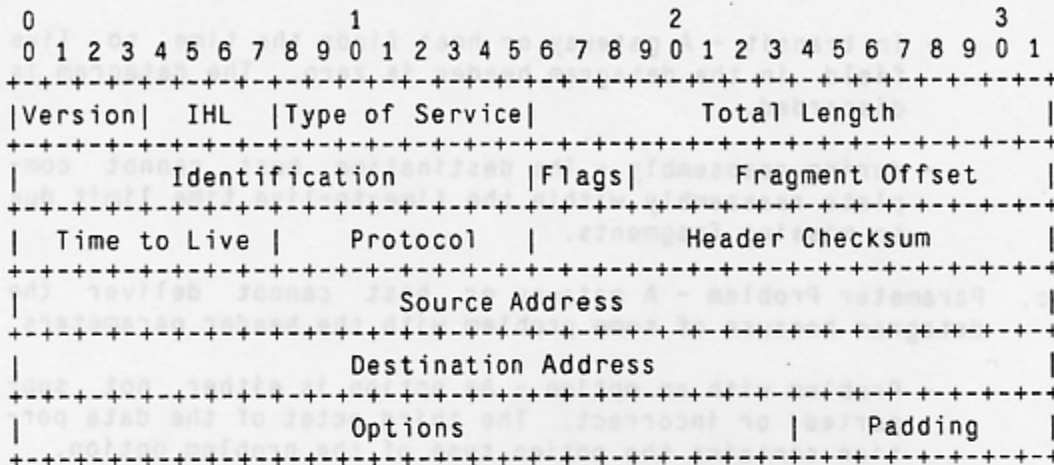 0 1 2 3
0 1 2 3 4 5 6 7 8 9 0 1 2 3 4 5 6 7 8 9 0 1 2 3 4 5 6 7 8 9 0 1
+-+-+-+-+-+-+-+-+-+-+-+-+-+-+-+-+-+-+-+-+-+-+-+-+-+-+-+-+-+-+-+-+
|Version| IHL |Type of Service| Total Length |
+-+-+-+-+-+-+-+-+-+-+-+-+-+-+-+-+-+-+-+-+-+-+-+-+-+-+-+-+-+-+-+-+
| Identification |Flags| Fragment Offset |
+-+-+-+-+-+-+-+-+-+-+-+-+-+-+-+-+-+-+-+-+-+-+-+-+-+-+-+-+-+-+-+-+
| Time to Live | Protocol | Header Checksum |
+-+-+-+-+-+-+-+-+-+-+-+-+-+-+-+-+-+-+-+-+-+-+-+-+-+-+-+-+-+-+-+-+
| Source Address |
+-+-+-+-+-+-+-+-+-+-+-+-+-+-+-+-+-+-+-+-+-+-+-+-+-+-+-+-+-+-+-+-+
| Destination Address |
+-+-+-+-+-+-+-+-+-+-+-+-+-+-+-+-+-+-+-+-+-+-+-+-+-+-+-+-+-+-+-+-+
| Options | Padding |
+-+-+-+-+-+-+-+-+-+-+-+-+-+-+-+-+-+-+-+-+-+-+-+-+-+-+-+-+-+-+-+-+